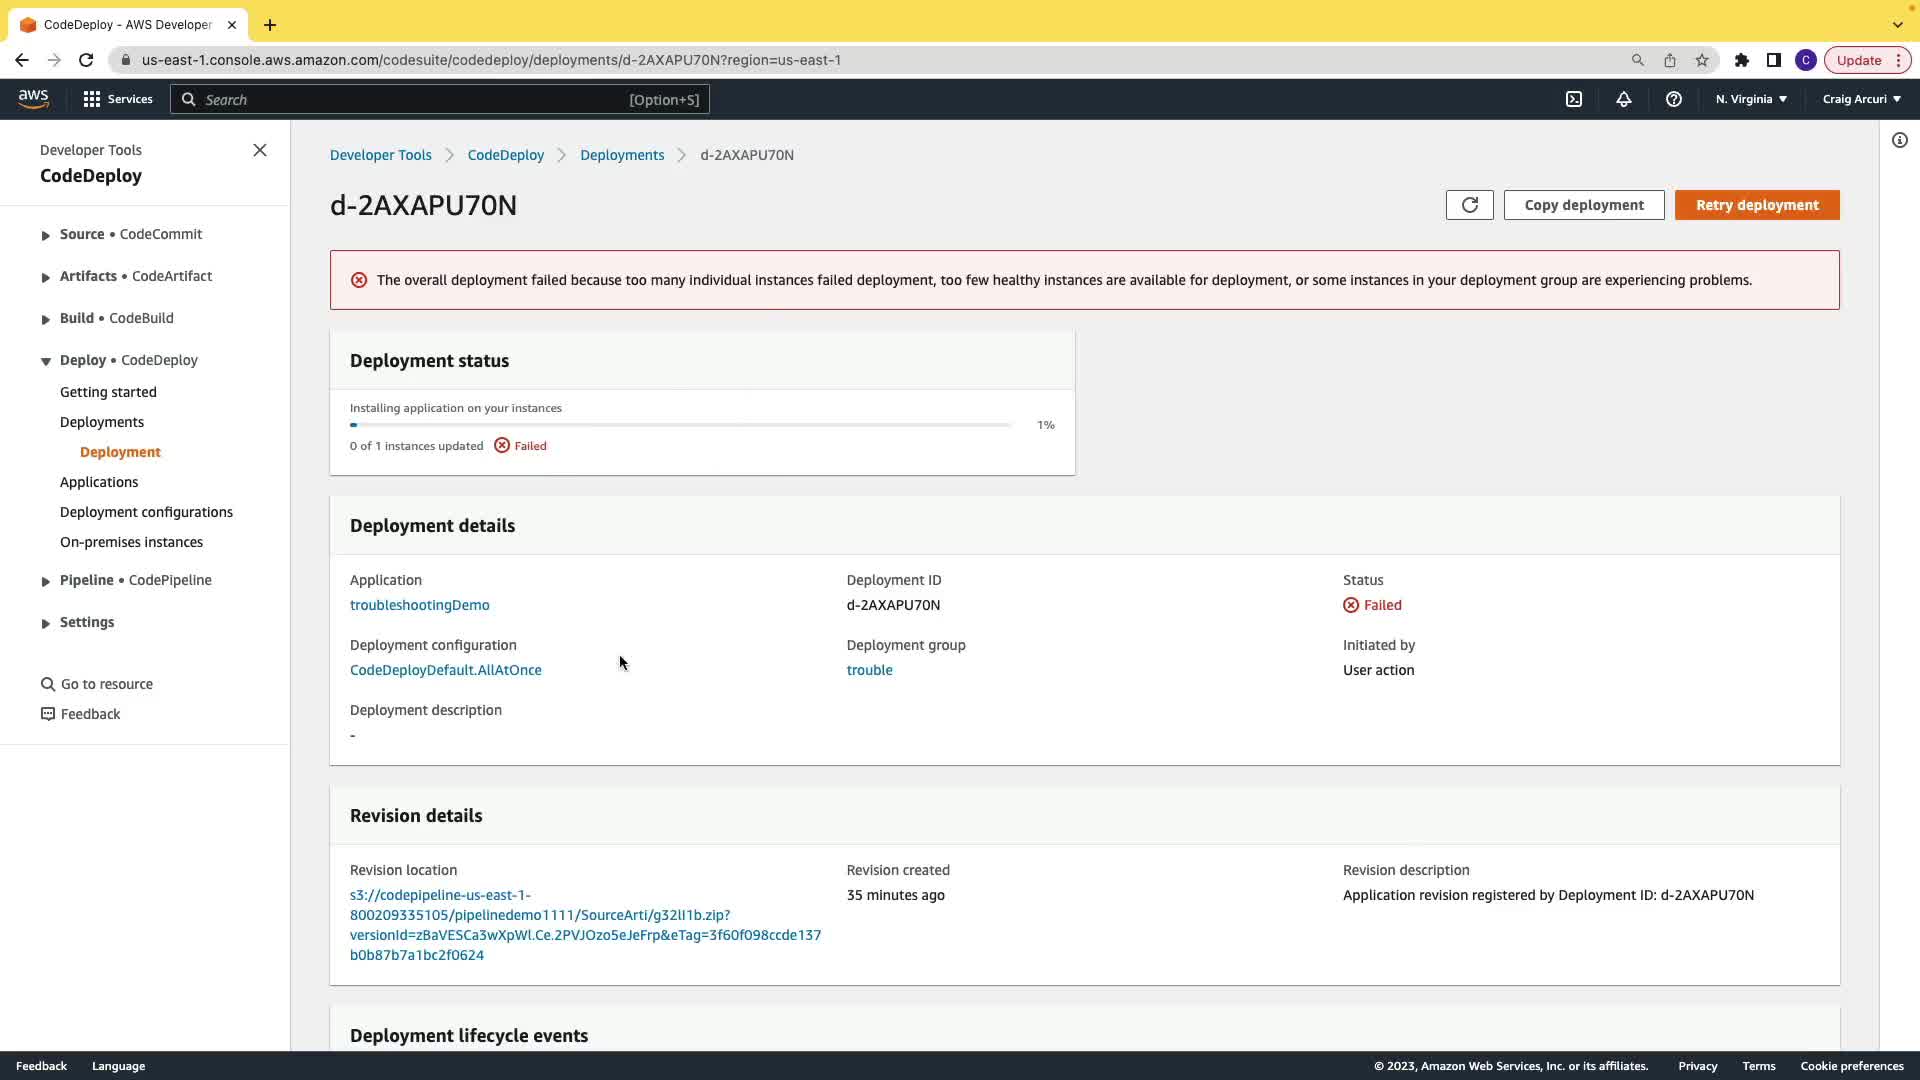 CodeDeploy - AWS Developer
us-east-1.console.aws.amazon.com/codesuite/codedeploy/deployments/d-2AXAPU70N?region=us-east-1
C
Update
aws
Services
Search
[Option+S]
N. Virginia
Craig Arcuri
Developer Tools
CodeDeploy
Source • CodeCommit
Artifacts • CodeArtifact
Build • CodeBuild
Deploy • CodeDeploy
Getting started
Deployments
Deployment
Applications
Deployment configurations
On-premises instances
Pipeline • CodePipeline
Settings
Go to resource
Feedback
Developer Tools
CodeDeploy
Deployments
d-2AXAPU70N
d-2AXAPU70N
Copy deployment
Retry deployment
The overall deployment failed because too many individual instances failed deployment, too few healthy instances are available for deployment, or some instances in your deployment group are experiencing problems.
Deployment status
Installing application on your instances
1%
0 of 1 instances updated
Failed
Deployment details
Application
troubleshootingDemo
Deployment ID
d-2AXAPU70N
Status
Failed
Deployment configuration
CodeDeployDefault.AllAtOnce
Deployment group
trouble
Initiated by
User action
Deployment description
-
Revision details
Revision location
s3://codepipeline-us-east-1-
800209335105/pipelinedemo1111/SourceArti/g32lI1b.zip?
versionId=zBaVESCa3wXpWl.Ce.2PVJOzo5eJeFrp&eTag=3f60f098ccde137
b0b87b7a1bc2f0624
Revision created
35 minutes ago
Revision description
Application revision registered by Deployment ID: d-2AXAPU70N
Deployment lifecycle events
Feedback
Language
© 2023, Amazon Web Services, Inc. or its affiliates.
Privacy
Terms
Cookie preferences